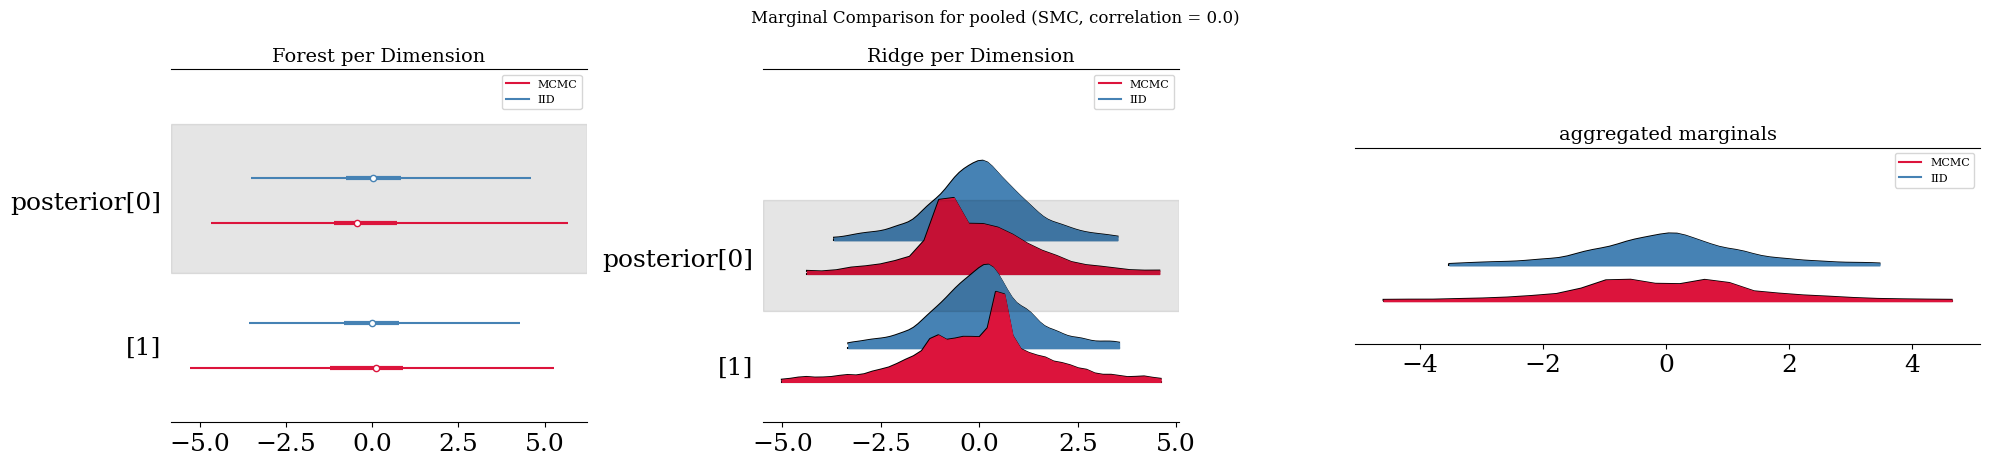 Marginal Comparison for pooled (SMC, correlation = 0.0)
Forest per Dimension
MCMC
IID
posterior[0]
[1]
−5.0 −2.5 0.0 2.5 5.0
Ridge per Dimension
MCMC
IID
posterior[0]
[1]
−5.0 −2.5 0.0 2.5 5.0
aggregated marginals
MCMC
IID
−4 −2 0 2 4